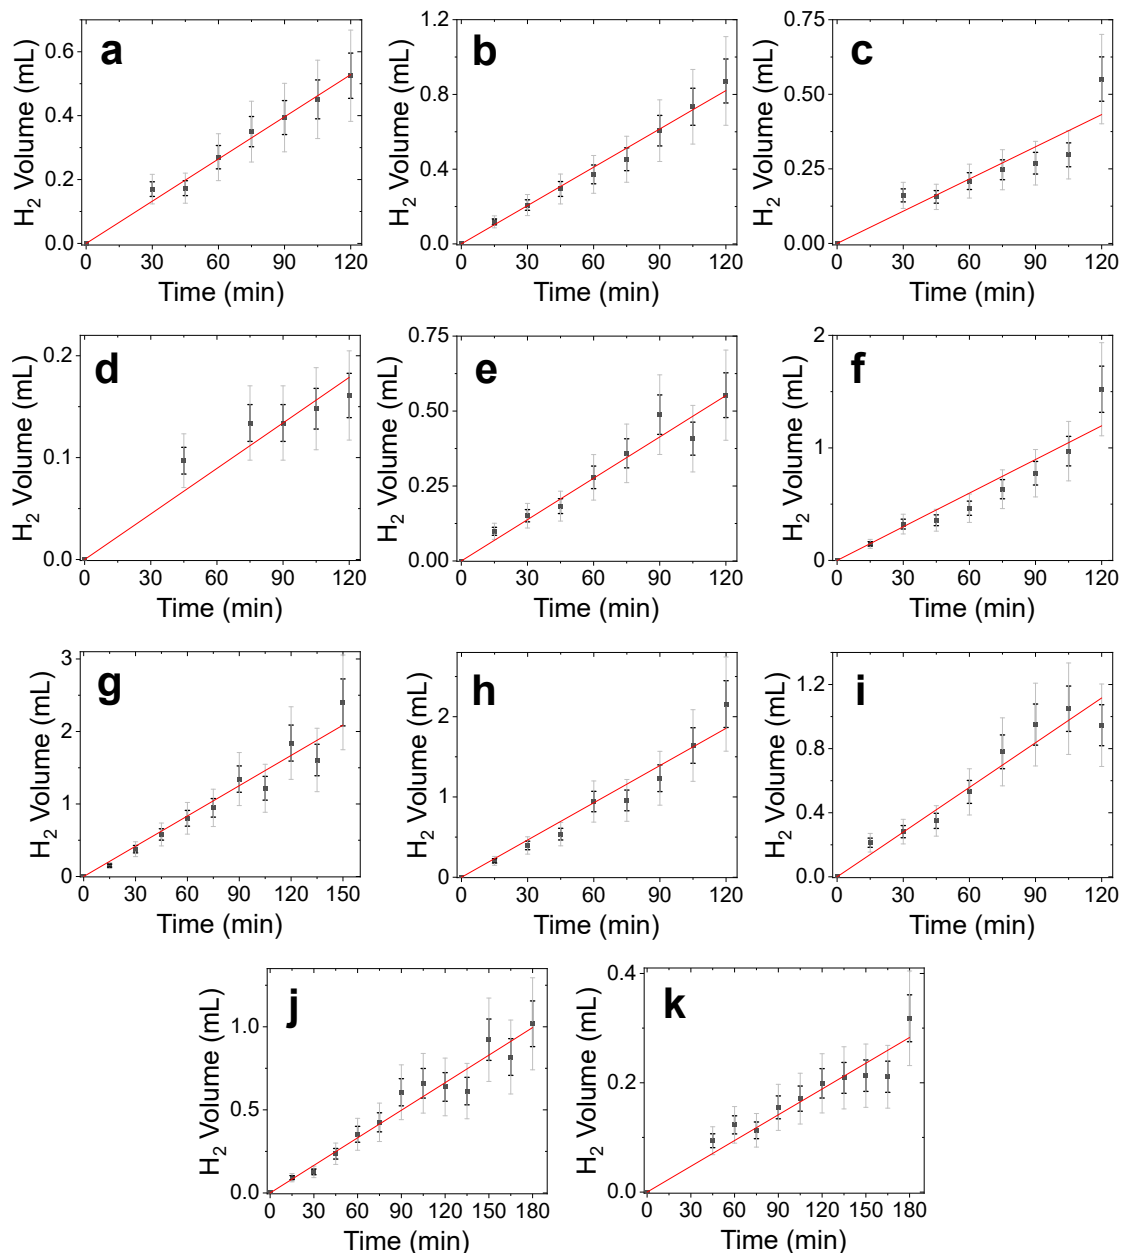 a
H₂ Volume (mL)
0.6
0.4
0.2
0.0
0 30 60 90 120
Time (min)
b
H₂ Volume (mL)
1.2
0.8
0.4
0.0
0 30 60 90 120
Time (min)
c
H₂ Volume (mL)
0.75
0.50
0.25
0.00
0 30 60 90 120
Time (min)
d
H₂ Volume (mL)
0.2
0.1
0.0
0 30 60 90 120
Time (min)
e
H₂ Volume (mL)
0.75
0.50
0.25
0.00
0 30 60 90 120
Time (min)
f
H₂ Volume (mL)
2
1
0
0 30 60 90 120
Time (min)
g
H₂ Volume (mL)
3
2
1
0
0 30 60 90 120 150
Time (min)
h
H₂ Volume (mL)
2
1
0
0 30 60 90 120
Time (min)
i
H₂ Volume (mL)
1.2
0.8
0.4
0.0
0 30 60 90 120
Time (min)
j
H₂ Volume (mL)
1.0
0.5
0.0
0 30 60 90 120 150 180
Time (min)
k
H₂ Volume (mL)
0.4
0.2
0.0
0 30 60 90 120 150 180
Time (min)